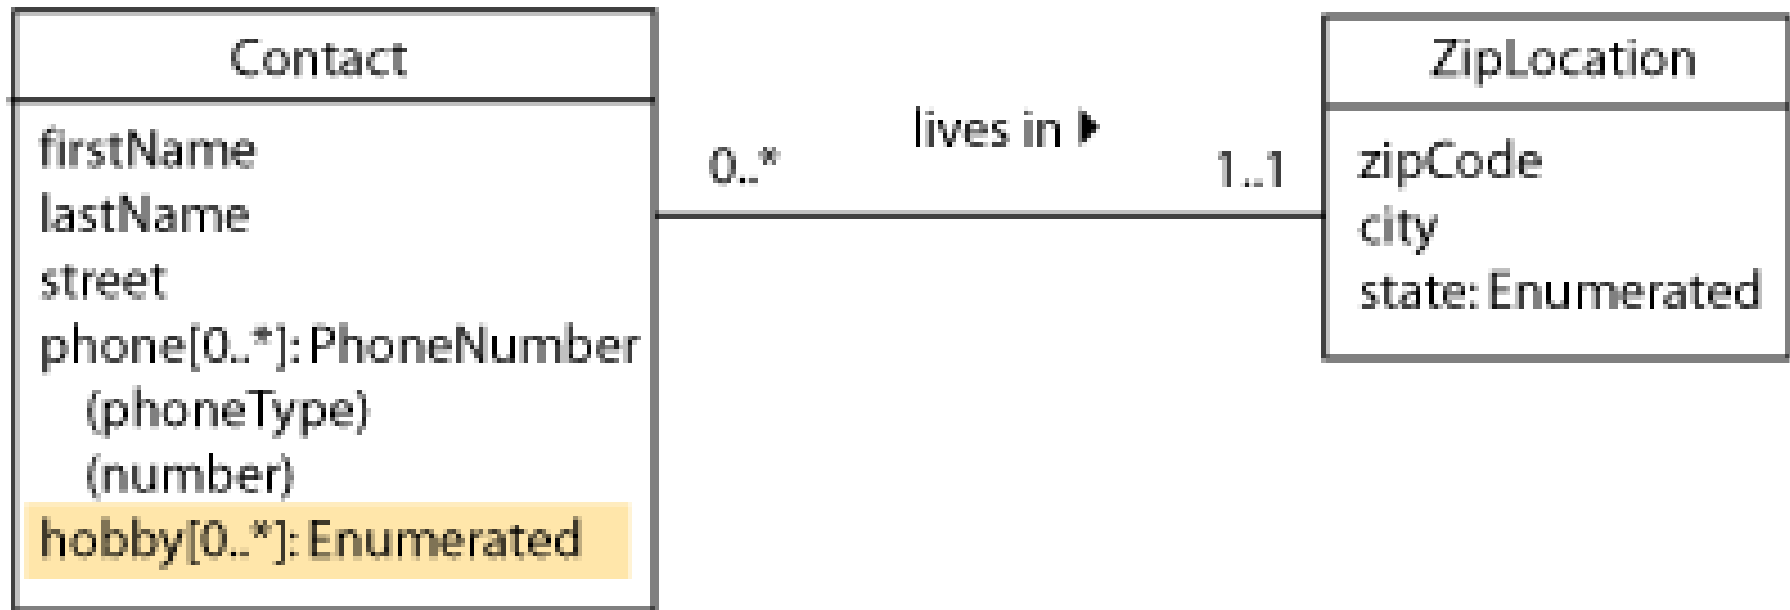 Contact
firstName
lastName
street
phone[0..*]: PhoneNumber
(phoneType)
(number)
hobby[0..*]: Enumerated
lives in ▶
0..*
1..1
ZipLocation
zipCode
city
state: Enumerated